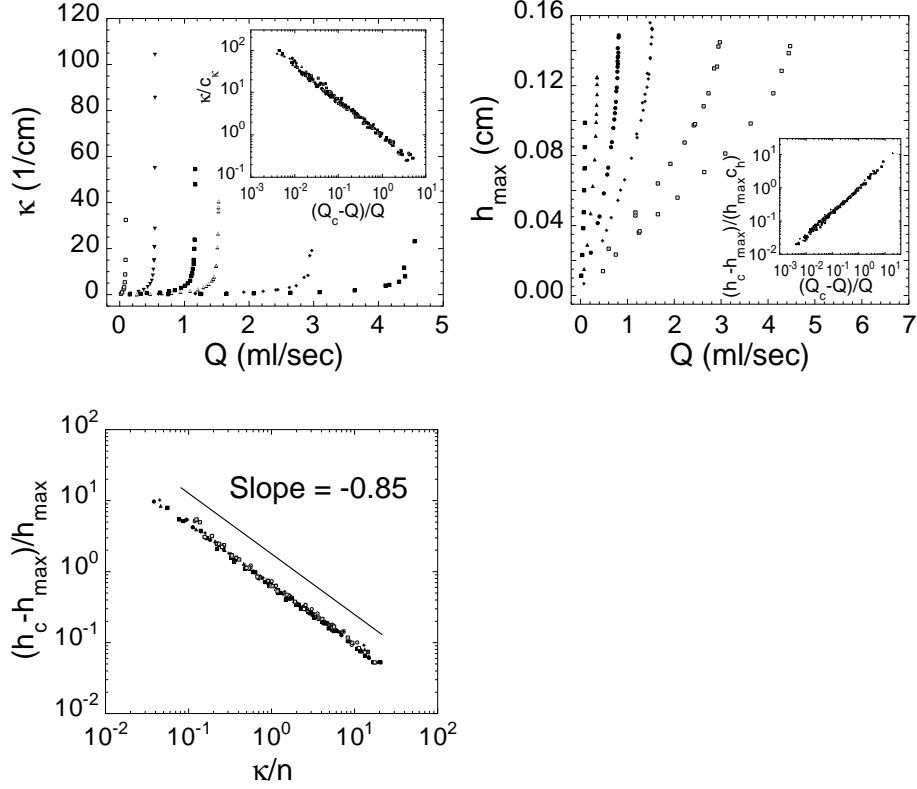 120
100
80
60
40
20
0
κ (1/cm)
0 1 2 3 4 5
Q (ml/sec)
10^2
10^1
10^0
10^-1
κ/c_κ
10^-3 10^-2 10^-1 10^0 10^1
(Q_c-Q)/Q
0.16
0.12
0.08
0.04
0.00
h_max (cm)
0 1 2 3 4 5 6 7
Q (ml/sec)
10^1
10^0
10^-1
10^-2
(h_c-h_max)/(h_max c_h)
10^-3 10^-2 10^-1 10^0 10^1
(Q_c-Q)/Q
10^2
10^1
10^0
10^-1
10^-2
(h_c-h_max)/h_max
Slope = -0.85
10^-2 10^-1 10^0 10^1 10^2
κ/n